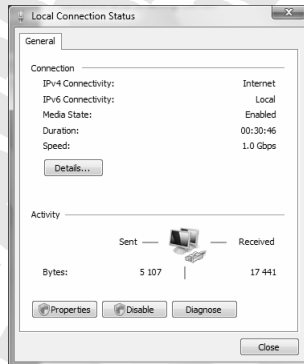 Local Connection Status
General
Connection
IPv4 Connectivity: Internet
IPv6 Connectivity: Local
Media State: Enabled
Duration: 00:30:46
Speed: 1.0 Gbps
Details...
Activity
Sent Received
Bytes: 5 107 17 441
Properties Disable Diagnose
Close